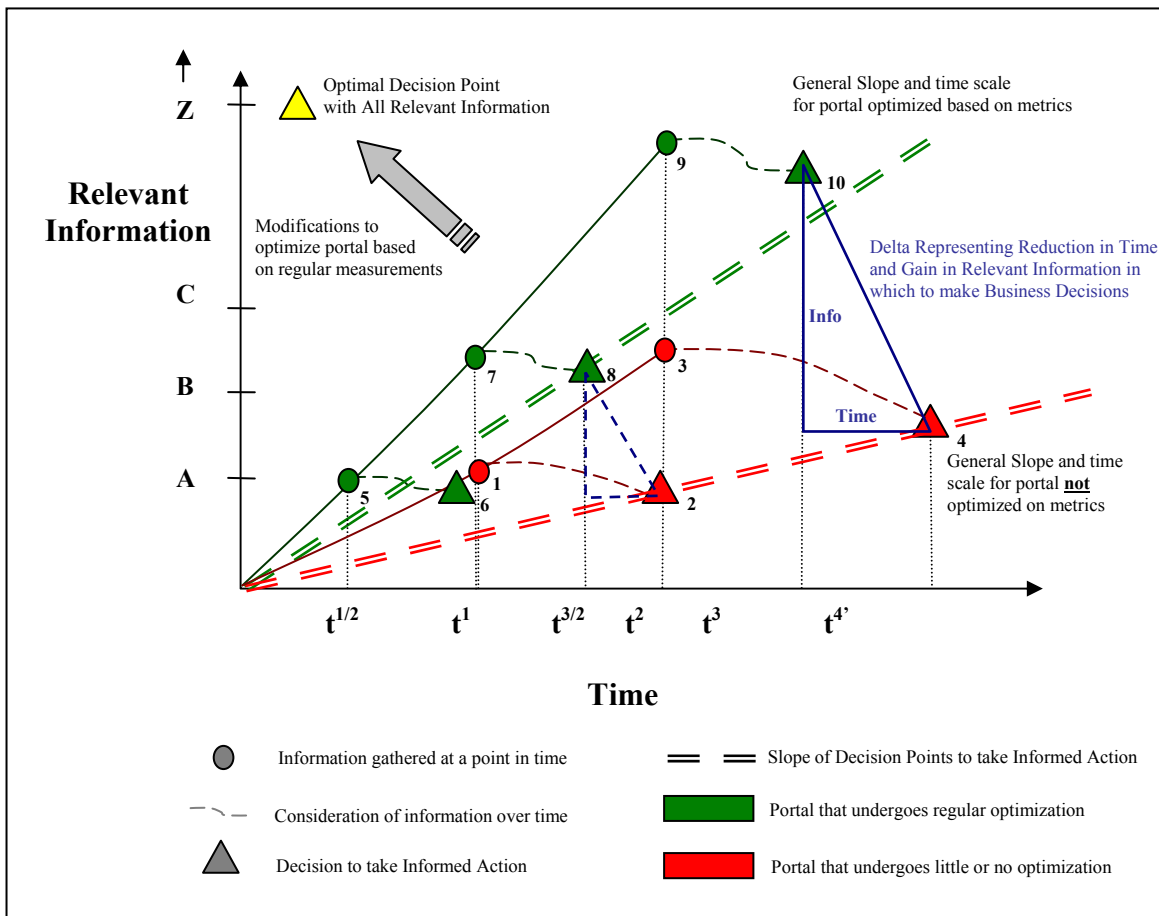 Z
Optimal Decision Point
with All Relevant Information
General Slope and time scale
for portal optimized based on metrics
9
10
Relevant
Information
Modifications to
optimize portal based
on regular measurements
Delta Representing Reduction in Time
and Gain in Relevant Information in
which to make Business Decisions
C
Info
7
8
3
B
Time
4
A
5
6
1
2
General Slope and time
scale for portal not
optimized on metrics
t1/2
t1
t3/2
t2
t3
t4’
Time
Information gathered at a point in time
Slope of Decision Points to take Informed Action
Consideration of information over time
Portal that undergoes regular optimization
Decision to take Informed Action
Portal that undergoes little or no optimization